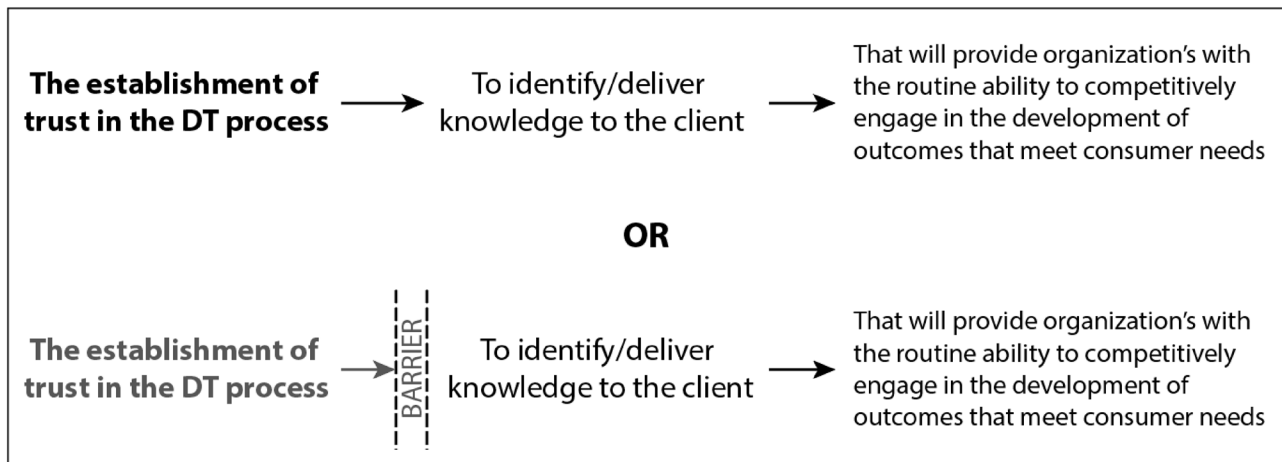 The establishment of
trust in the DT process
To identify/deliver
knowledge to the client
That will provide organization's with
the routine ability to competitively
engage in the development of
outcomes that meet consumer needs
OR
The establishment of
trust in the DT process
BARRIER
To identify/deliver
knowledge to the client
That will provide organization's with
the routine ability to competitively
engage in the development of
outcomes that meet consumer needs